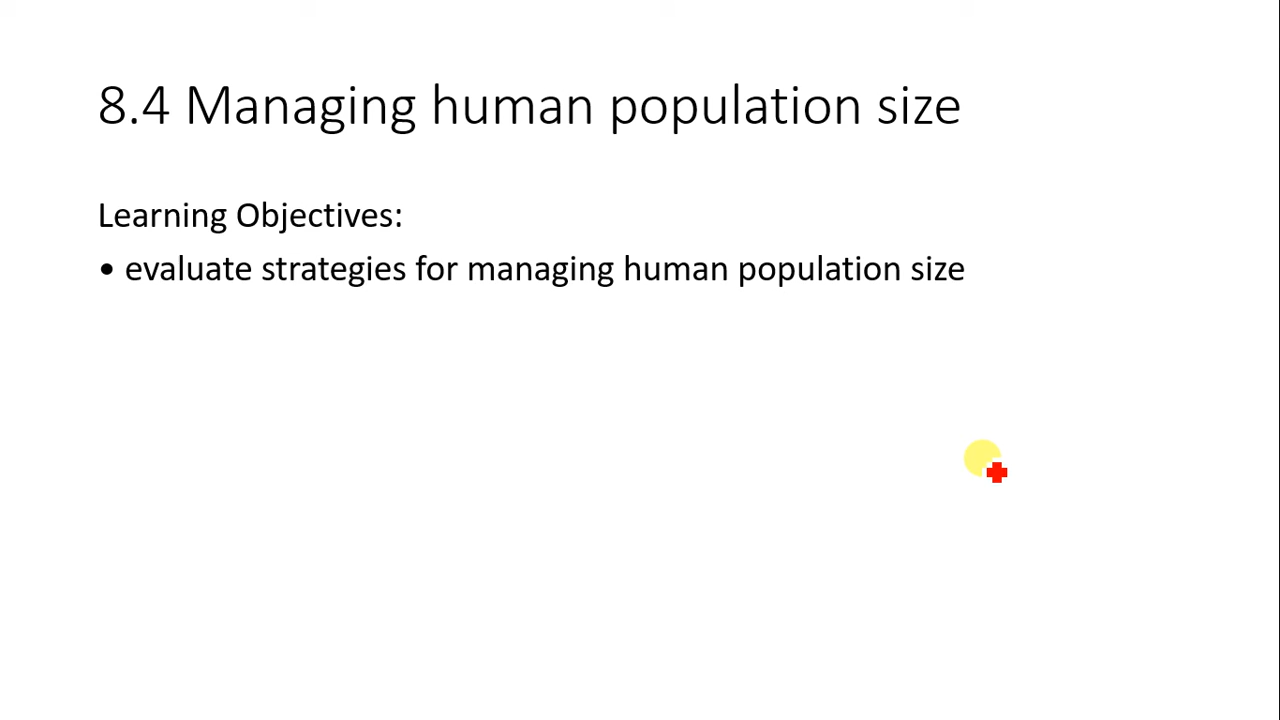 8.4 Managing human population size
Learning Objectives:
• evaluate strategies for managing human population size